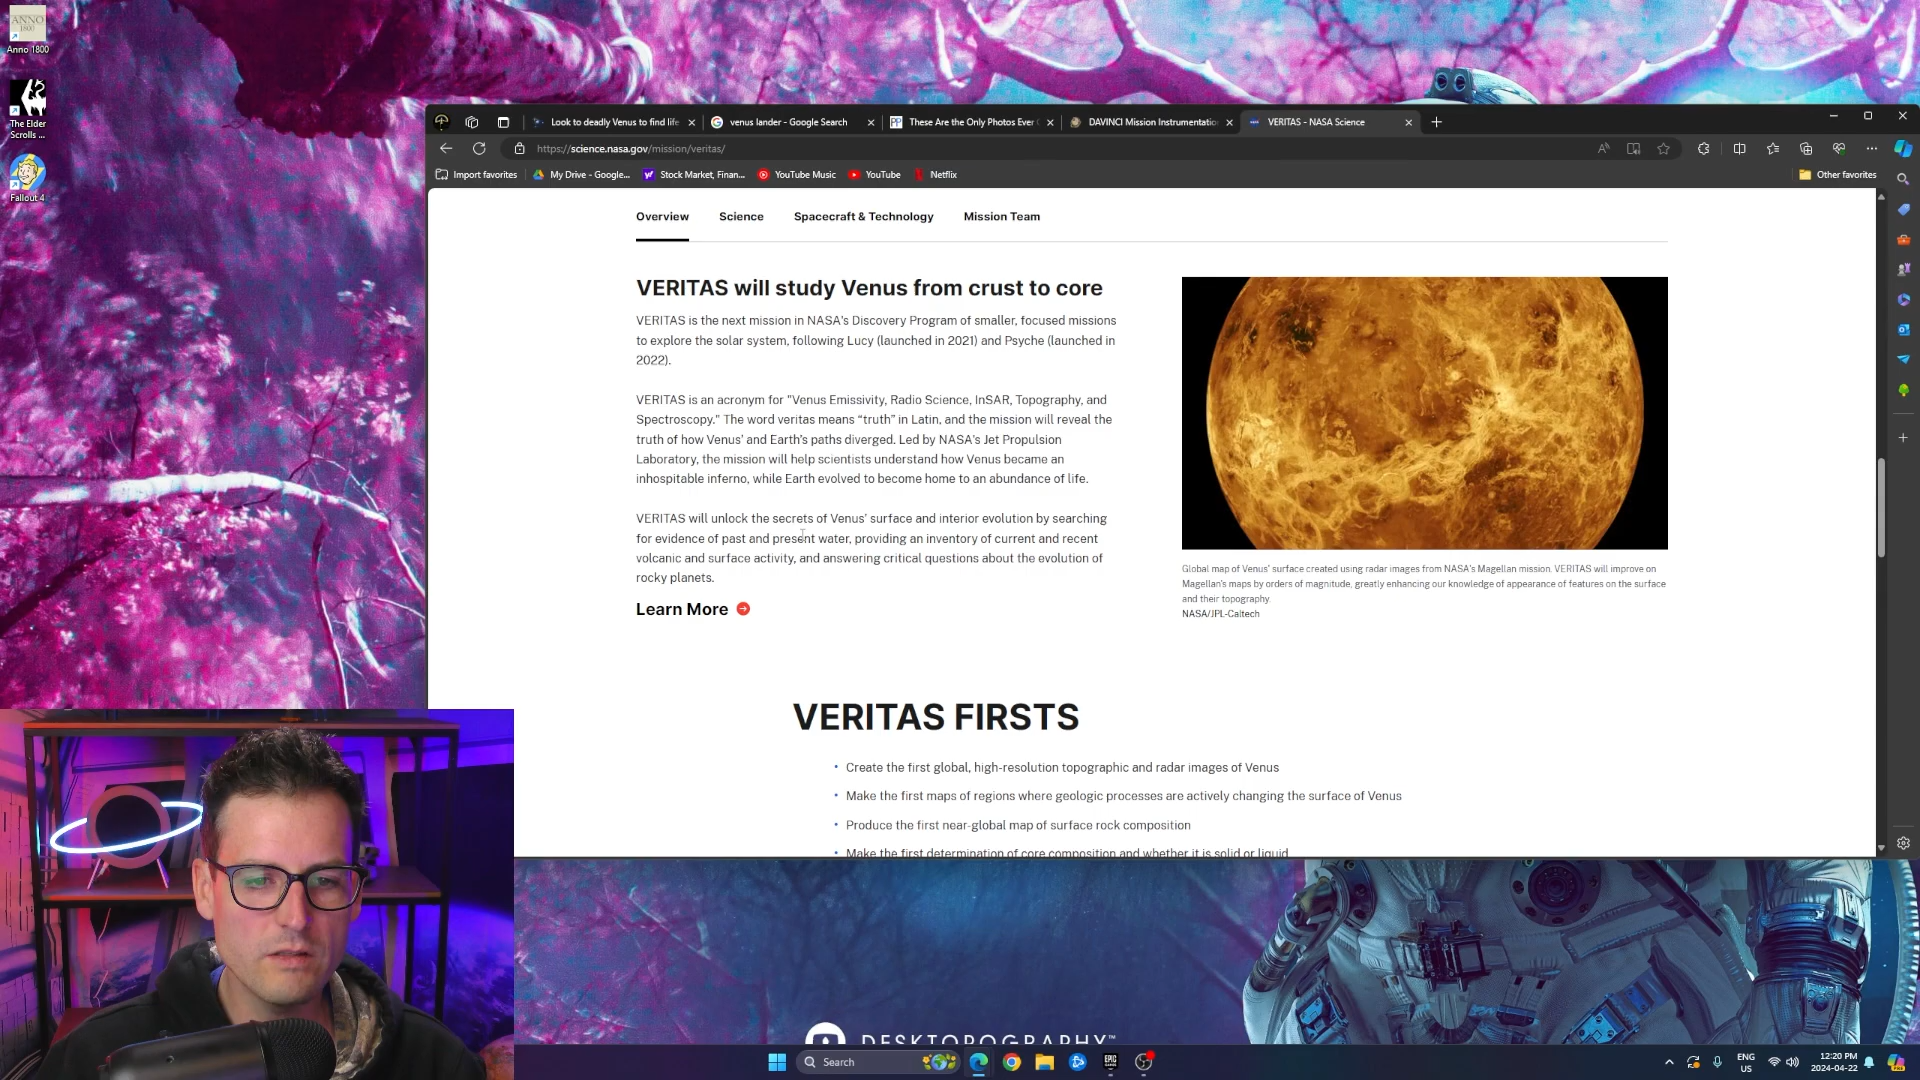 ANNO
1800
Anno 1800
The Elder
Scrolls ...
Fallout 4
Look to deadly Venus to find life
venus lander - Google Search
These Are the Only Photos Ever
DAVINCI Mission Instrumentatio
VERITAS - NASA Science
https://science.nasa.gov/mission/veritas/
Import favorites
My Drive - Google...
Stock Market, Finan...
YouTube Music
YouTube
Netflix
Other favorites
Overview
Science
Spacecraft & Technology
Mission Team
VERITAS will study Venus from crust to core
VERITAS is the next mission in NASA's Discovery Program of smaller, focused missions
to explore the solar system, following Lucy (launched in 2021) and Psyche (launched in
2022).
VERITAS is an acronym for "Venus Emissivity, Radio Science, InSAR, Topography, and
Spectroscopy." The word veritas means “truth” in Latin, and the mission will reveal the
truth of how Venus’ and Earth’s paths diverged. Led by NASA’s Jet Propulsion
Laboratory, the mission will help scientists understand how Venus became an
inhospitable inferno, while Earth evolved to become home to an abundance of life.
VERITAS will unlock the secrets of Venus’ surface and interior evolution by searching
for evidence of past and present water, providing an inventory of current and recent
volcanic and surface activity, and answering critical questions about the evolution of
rocky planets.
Learn More
Global map of Venus' surface created using radar images from NASA's Magellan mission. VERITAS will improve on
Magellan's maps by orders of magnitude, greatly enhancing our knowledge of appearance of features on the surface
and their topography.
NASA/JPL-Caltech
VERITAS FIRSTS
• Create the first global, high-resolution topographic and radar images of Venus
• Make the first maps of regions where geologic processes are actively changing the surface of Venus
• Produce the first near-global map of surface rock composition
• Make the first determination of core composition and whether it is solid or liquid
DESKTOPOGRAPHY™
Search
EPIC
GAMES
ENG
US
12:20 PM
2024-04-22